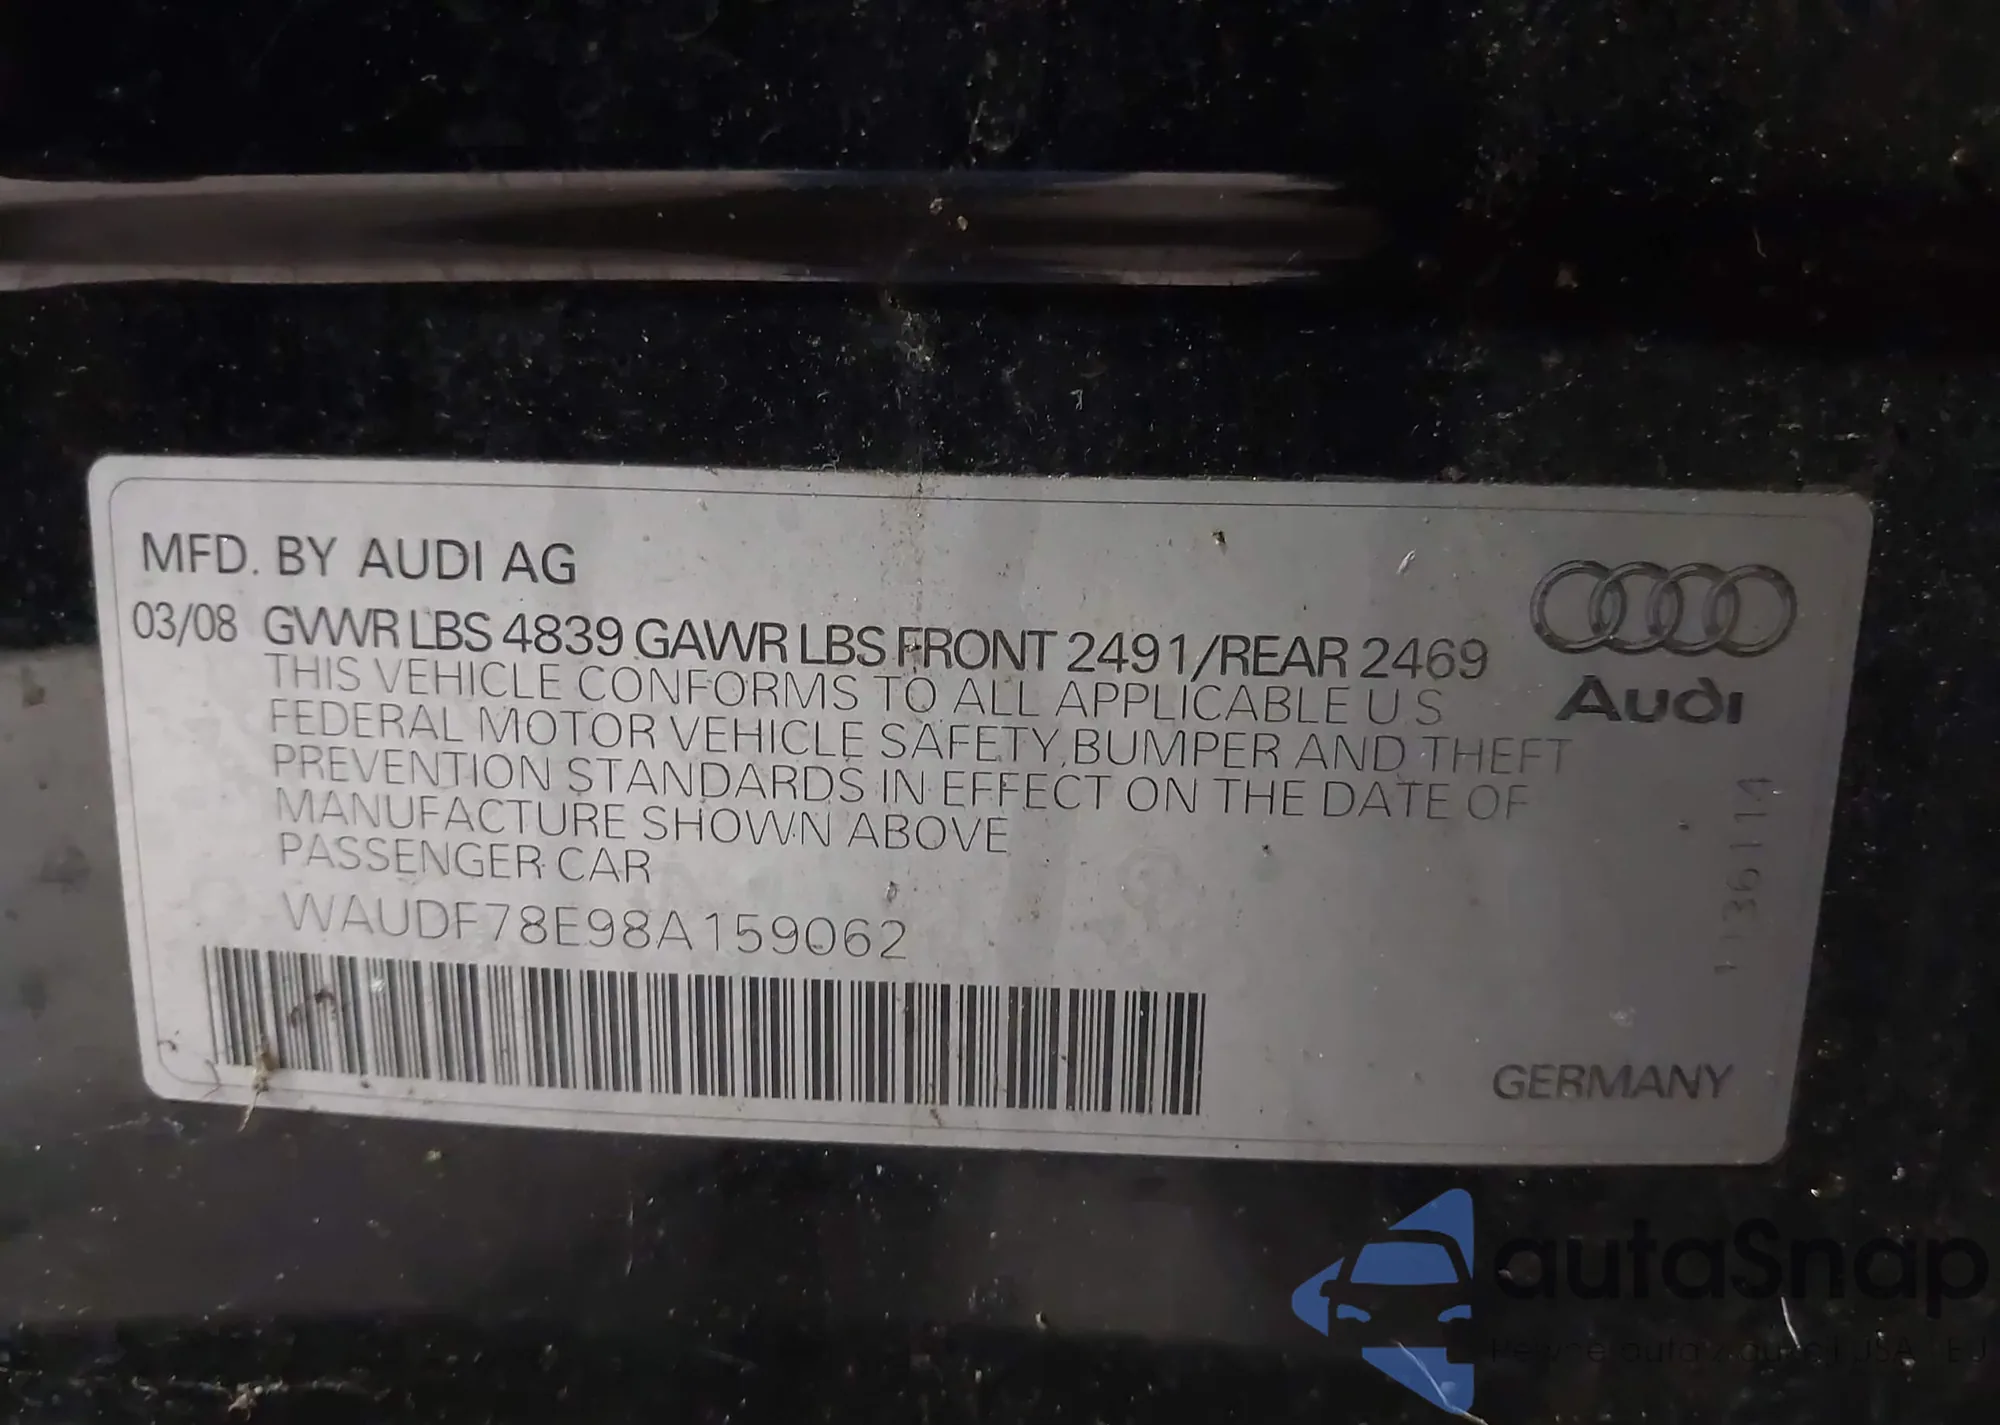 MFD. BY AUDI AG
03/08 GVWR LBS 4839 GAWR LBS FRONT 2491/REAR 2469
THIS VEHICLE CONFORMS TO ALL APPLICABLE U S
FEDERAL MOTOR VEHICLE SAFETY,BUMPER AND THEFT
PREVENTION STANDARDS IN EFFECT ON THE DATE OF
MANUFACTURE SHOWN ABOVE
PASSENGER CAR
WAUDF78E98A159062
Audi
GERMANY
autaSnap